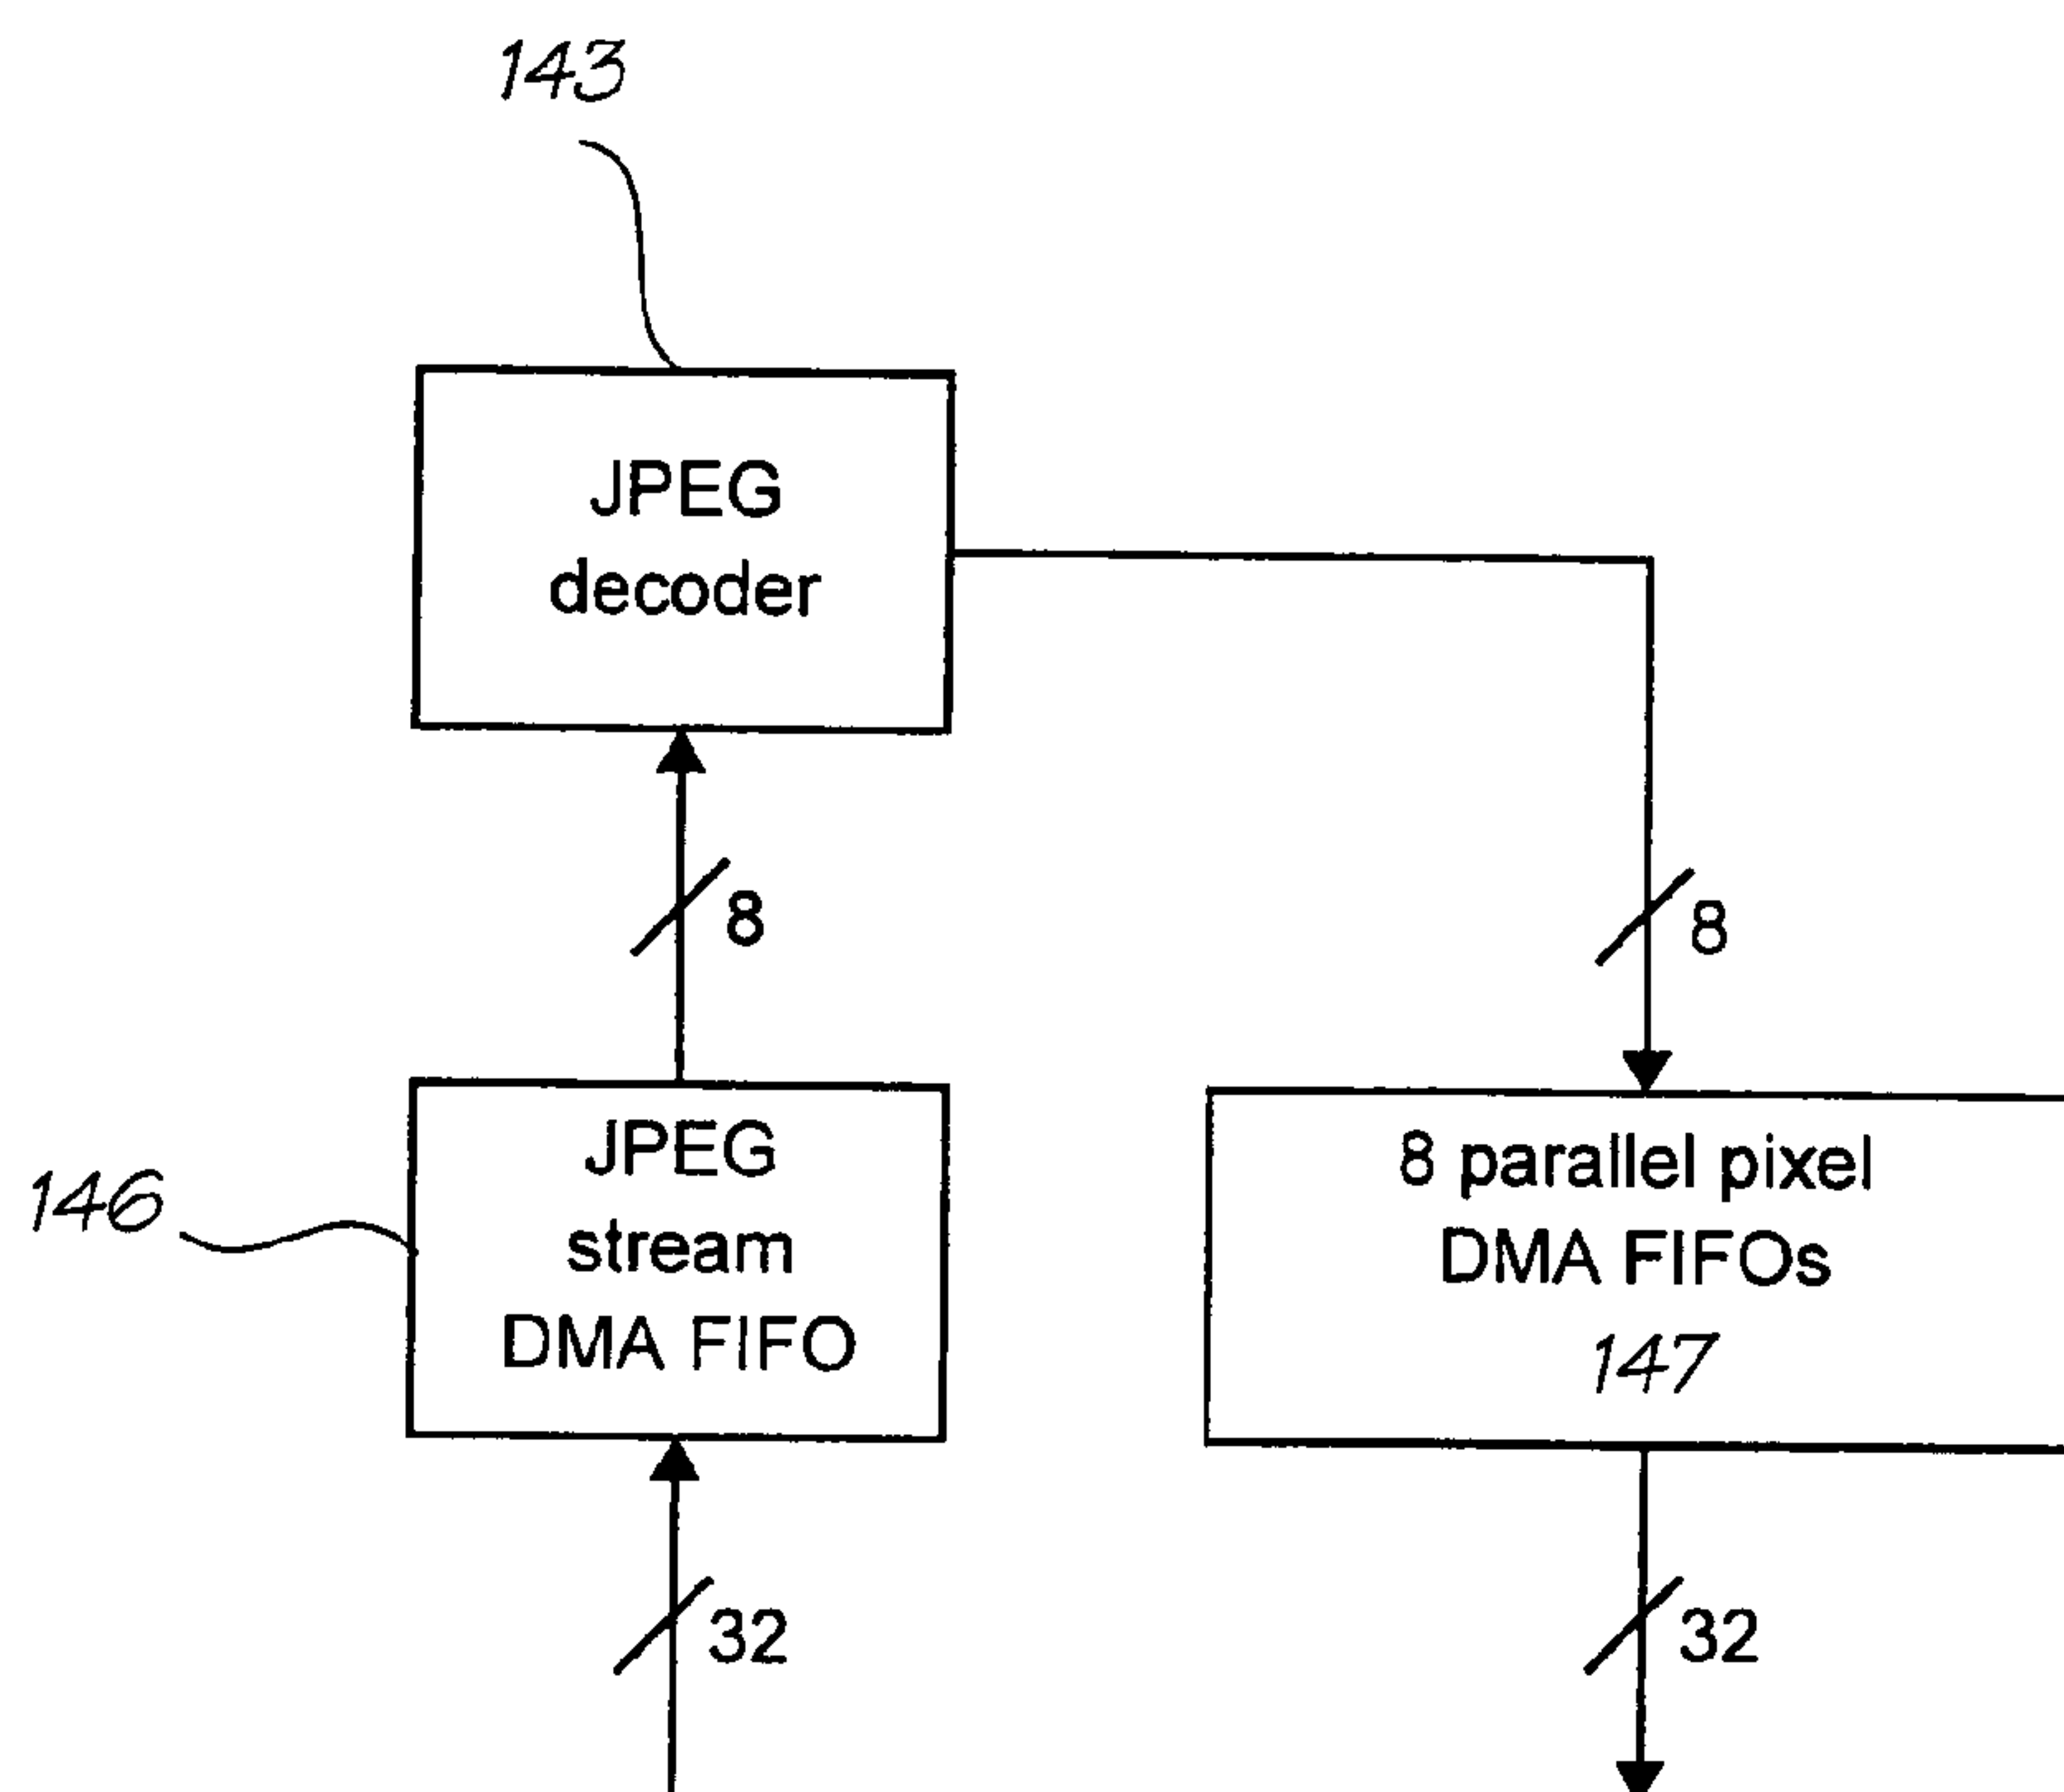 143
JPEG
decoder
8
8
JPEG
stream
DMA FIFO
146
8 parallel pixel
DMA FIFOs
147
32
32